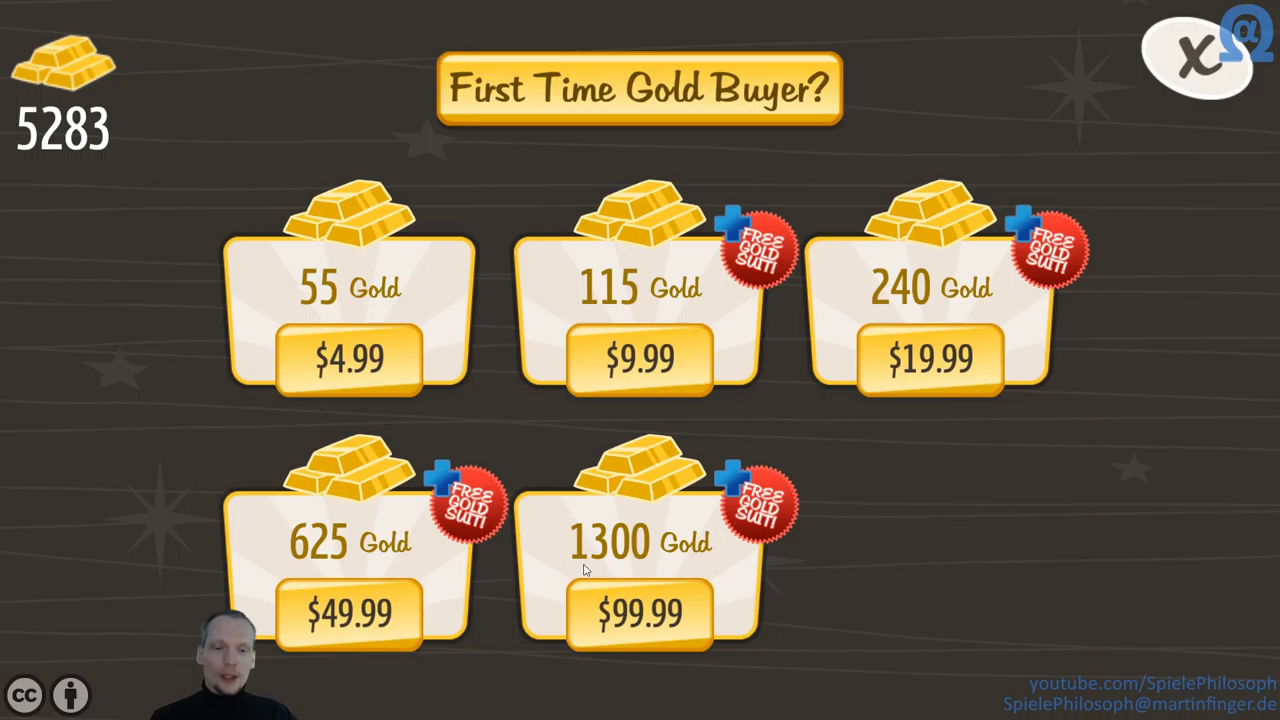 First Time Gold Buyer?
X
5283
55 Gold
$4.99
115 Gold
FREE
GOLD
SUIT!
$9.99
240 Gold
FREE
GOLD
SUIT!
$19.99
625 Gold
FREE
GOLD
SUIT!
$49.99
1300 Gold
FREE
GOLD
SUIT!
$99.99
cc
youtube.com/SpielePhilosoph
SpielePhilosoph@martinfinger.de
α
Ω